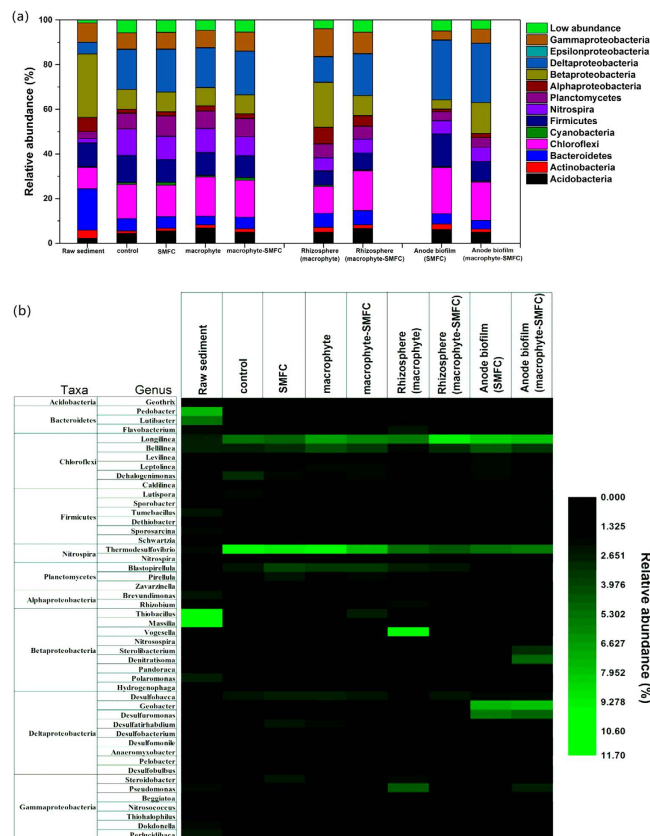 (a)
Relative abundance (%)
100
80
60
40
20
0
Raw sediment
control
SMFC
macrophyte
macrophyte-SMFC
Rhizosphere
(macrophyte)
Rhizosphere
(macrophyte-SMFC)
Anode biofilm
(SMFC)
Anode biofilm
(macrophyte-SMFC)
Low abundance
Gammaproteobacteria
Epsilonproteobacteria
Deltaproteobacteria
Betaproteobacteria
Alphaproteobacteria
Planctomycetes
Nitrospira
Firmicutes
Cyanobacteria
Chloroflexi
Bacteroidetes
Actinobacteria
Acidobacteria
(b)
Raw sediment
control
SMFC
macrophyte
macrophyte-SMFC
Rhizosphere
(macrophyte)
Rhizosphere
(macrophyte-SMFC)
Anode biofilm
(SMFC)
Anode biofilm
(macrophyte-SMFC)
Taxa Genus
Acidobacteria Geothrix
Pedobacter
Bacteroidetes Lutibacter
Flavobacterium
Longilinea
Bellilinea
Levilinea
Chloroflexi Leptolinea
Dehalogenimonas
Caldilinea
Lutispora
Sporobacter
Firmicutes Tumebacillus
Dethiobacter
Sporosarcina
Schwartzia
Nitrospira Thermodesulfovibrio
Nitrospira
Blastopirellula
Planctomycetes Pirellula
Zavarzinella
Alphaproteobacteria Brevundimonas
Rhizobium
Thiobacillus
Massilia
Vogesella
Nitrosospira
Betaproteobacteria Sterolibacterium
Denitratisoma
Pandoraca
Polaromonas
Hydrogenophaga
Desulfobacca
Geobacter
Desulfuromonas
Desulfatirhabdium
Deltaproteobacteria Desulfobacterium
Desulfomonile
Anaeromyxobacter
Pelobacter
Desulfobulbus
Steroidobacter
Pseudomonas
Beggiatoa
Gammaproteobacteria Nitrosococcus
Thiohalophilus
Dokdonella
Perlucidibaca
0.000
1.325
2.651
3.976
5.302
6.627
7.952
9.278
10.60
11.70
Relative abundance (%)